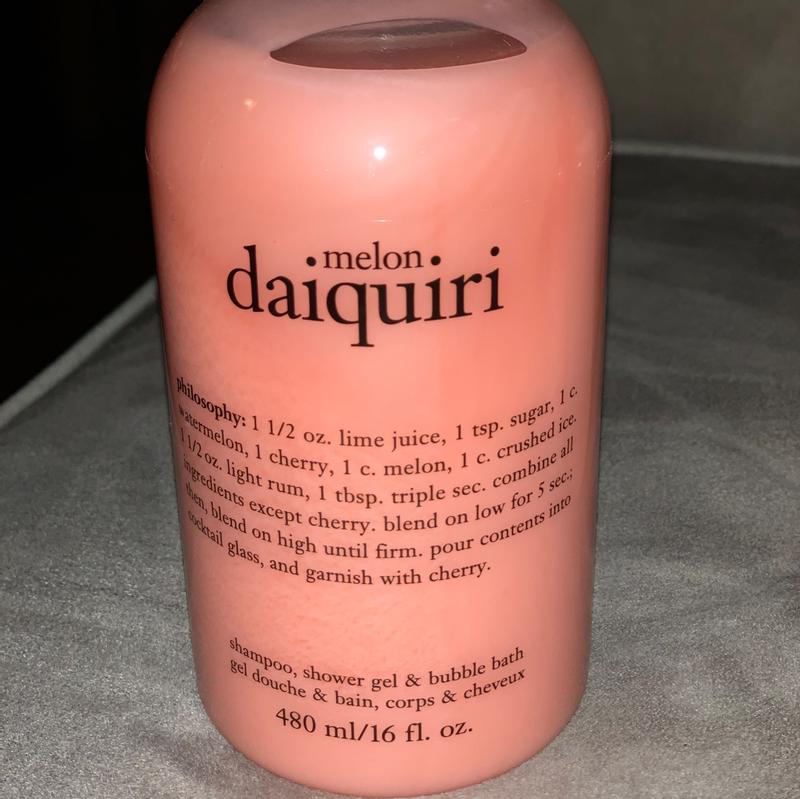 melon
daiquiri
philosophy: 1 1/2 oz. lime juice, 1 tsp. sugar, 1 c.
watermelon, 1 cherry, 1 c. melon, 1 c. crushed ice.
1 1/2 oz. light rum, 1 tbsp. triple sec. combine all
ingredients except cherry. blend on low for 5 sec.;
then, blend on high until firm. pour contents into
cocktail glass, and garnish with cherry.
shampoo, shower gel & bubble bath
gel douche & bain, corps & cheveux
480 ml/16 fl. oz.